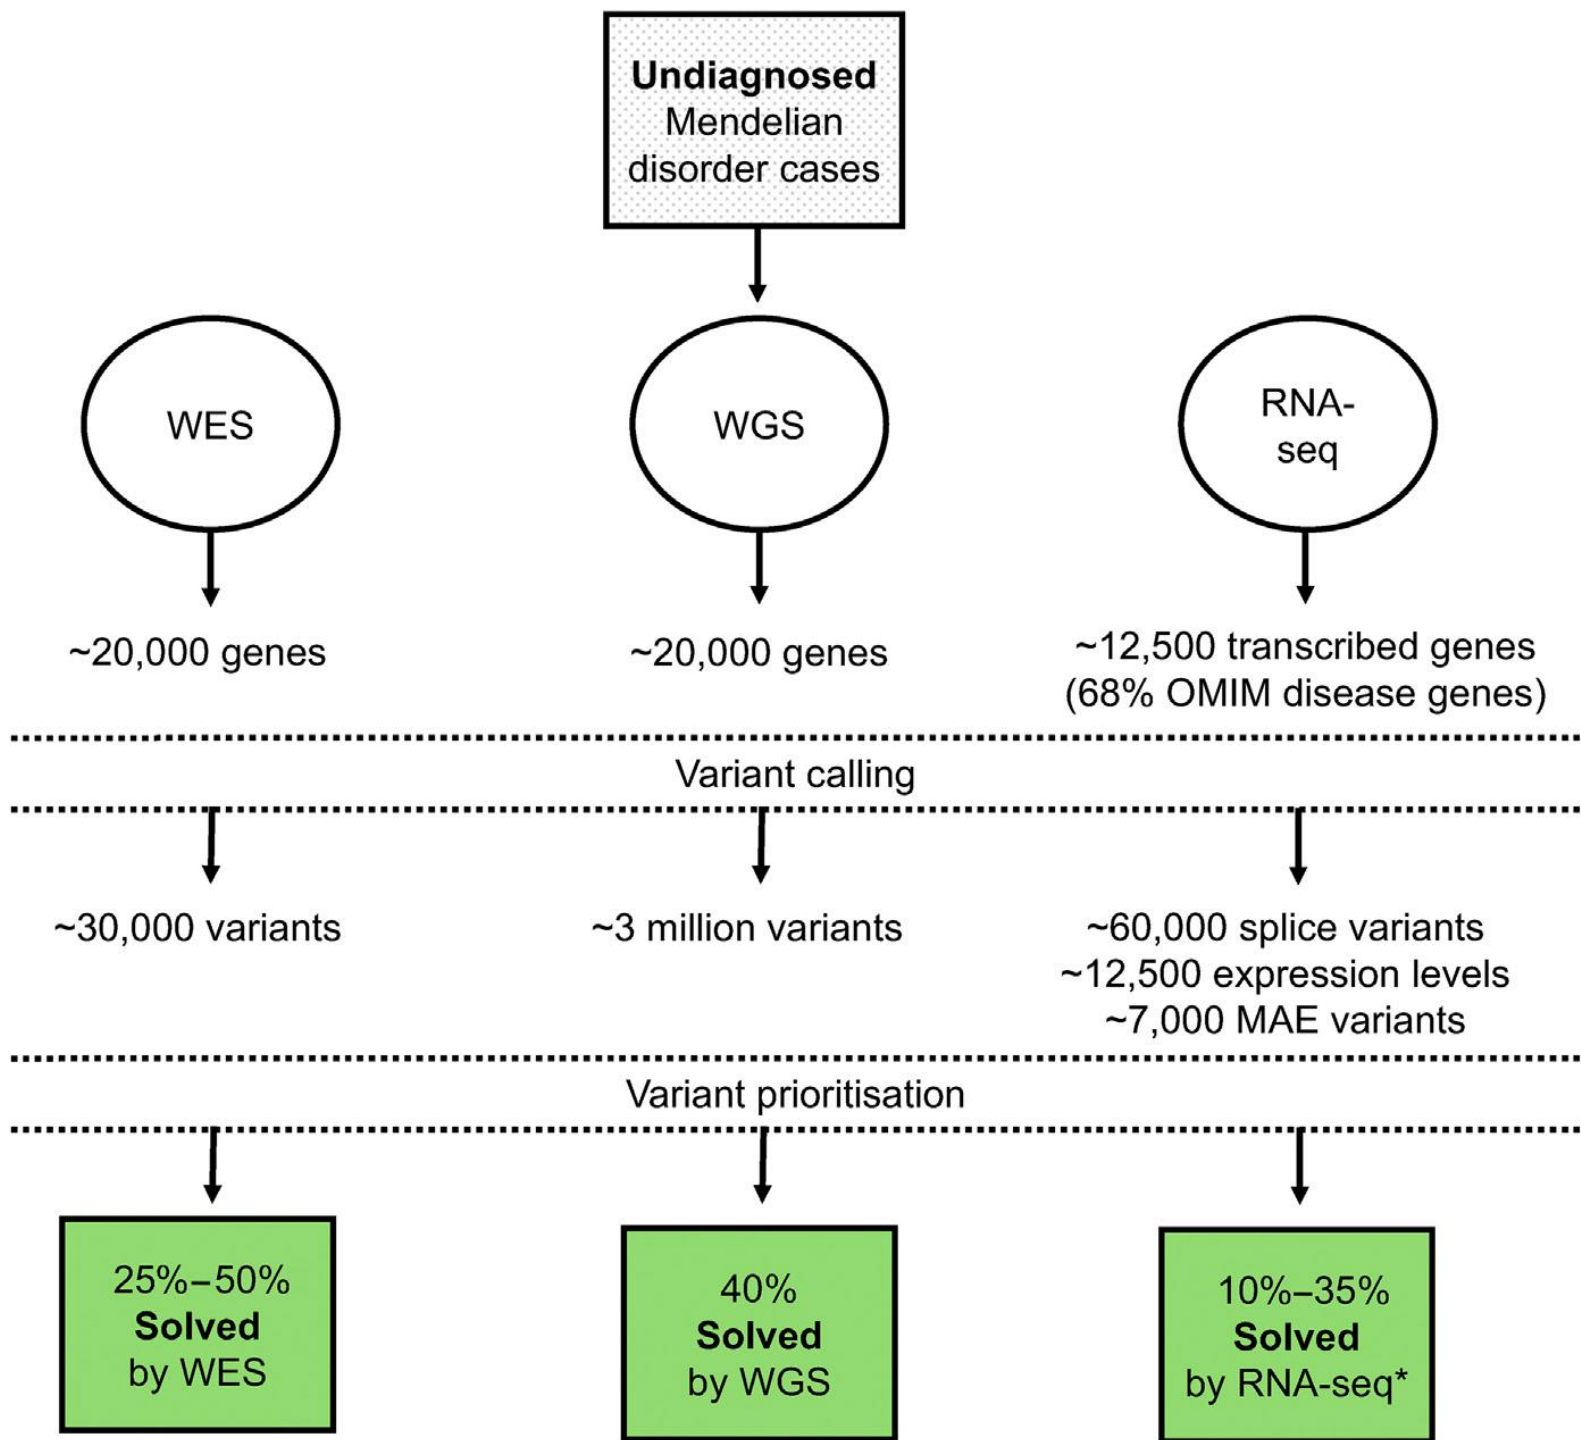 Undiagnosed
Mendelian
disorder cases
WES
WGS
RNA-
seq
~20,000 genes
~20,000 genes
~12,500 transcribed genes
(68% OMIM disease genes)
Variant calling
~30,000 variants
~3 million variants
~60,000 splice variants
~12,500 expression levels
~7,000 MAE variants
Variant prioritisation
25%–50%
Solved
by WES
40%
Solved
by WGS
10%–35%
Solved
by RNA-seq*